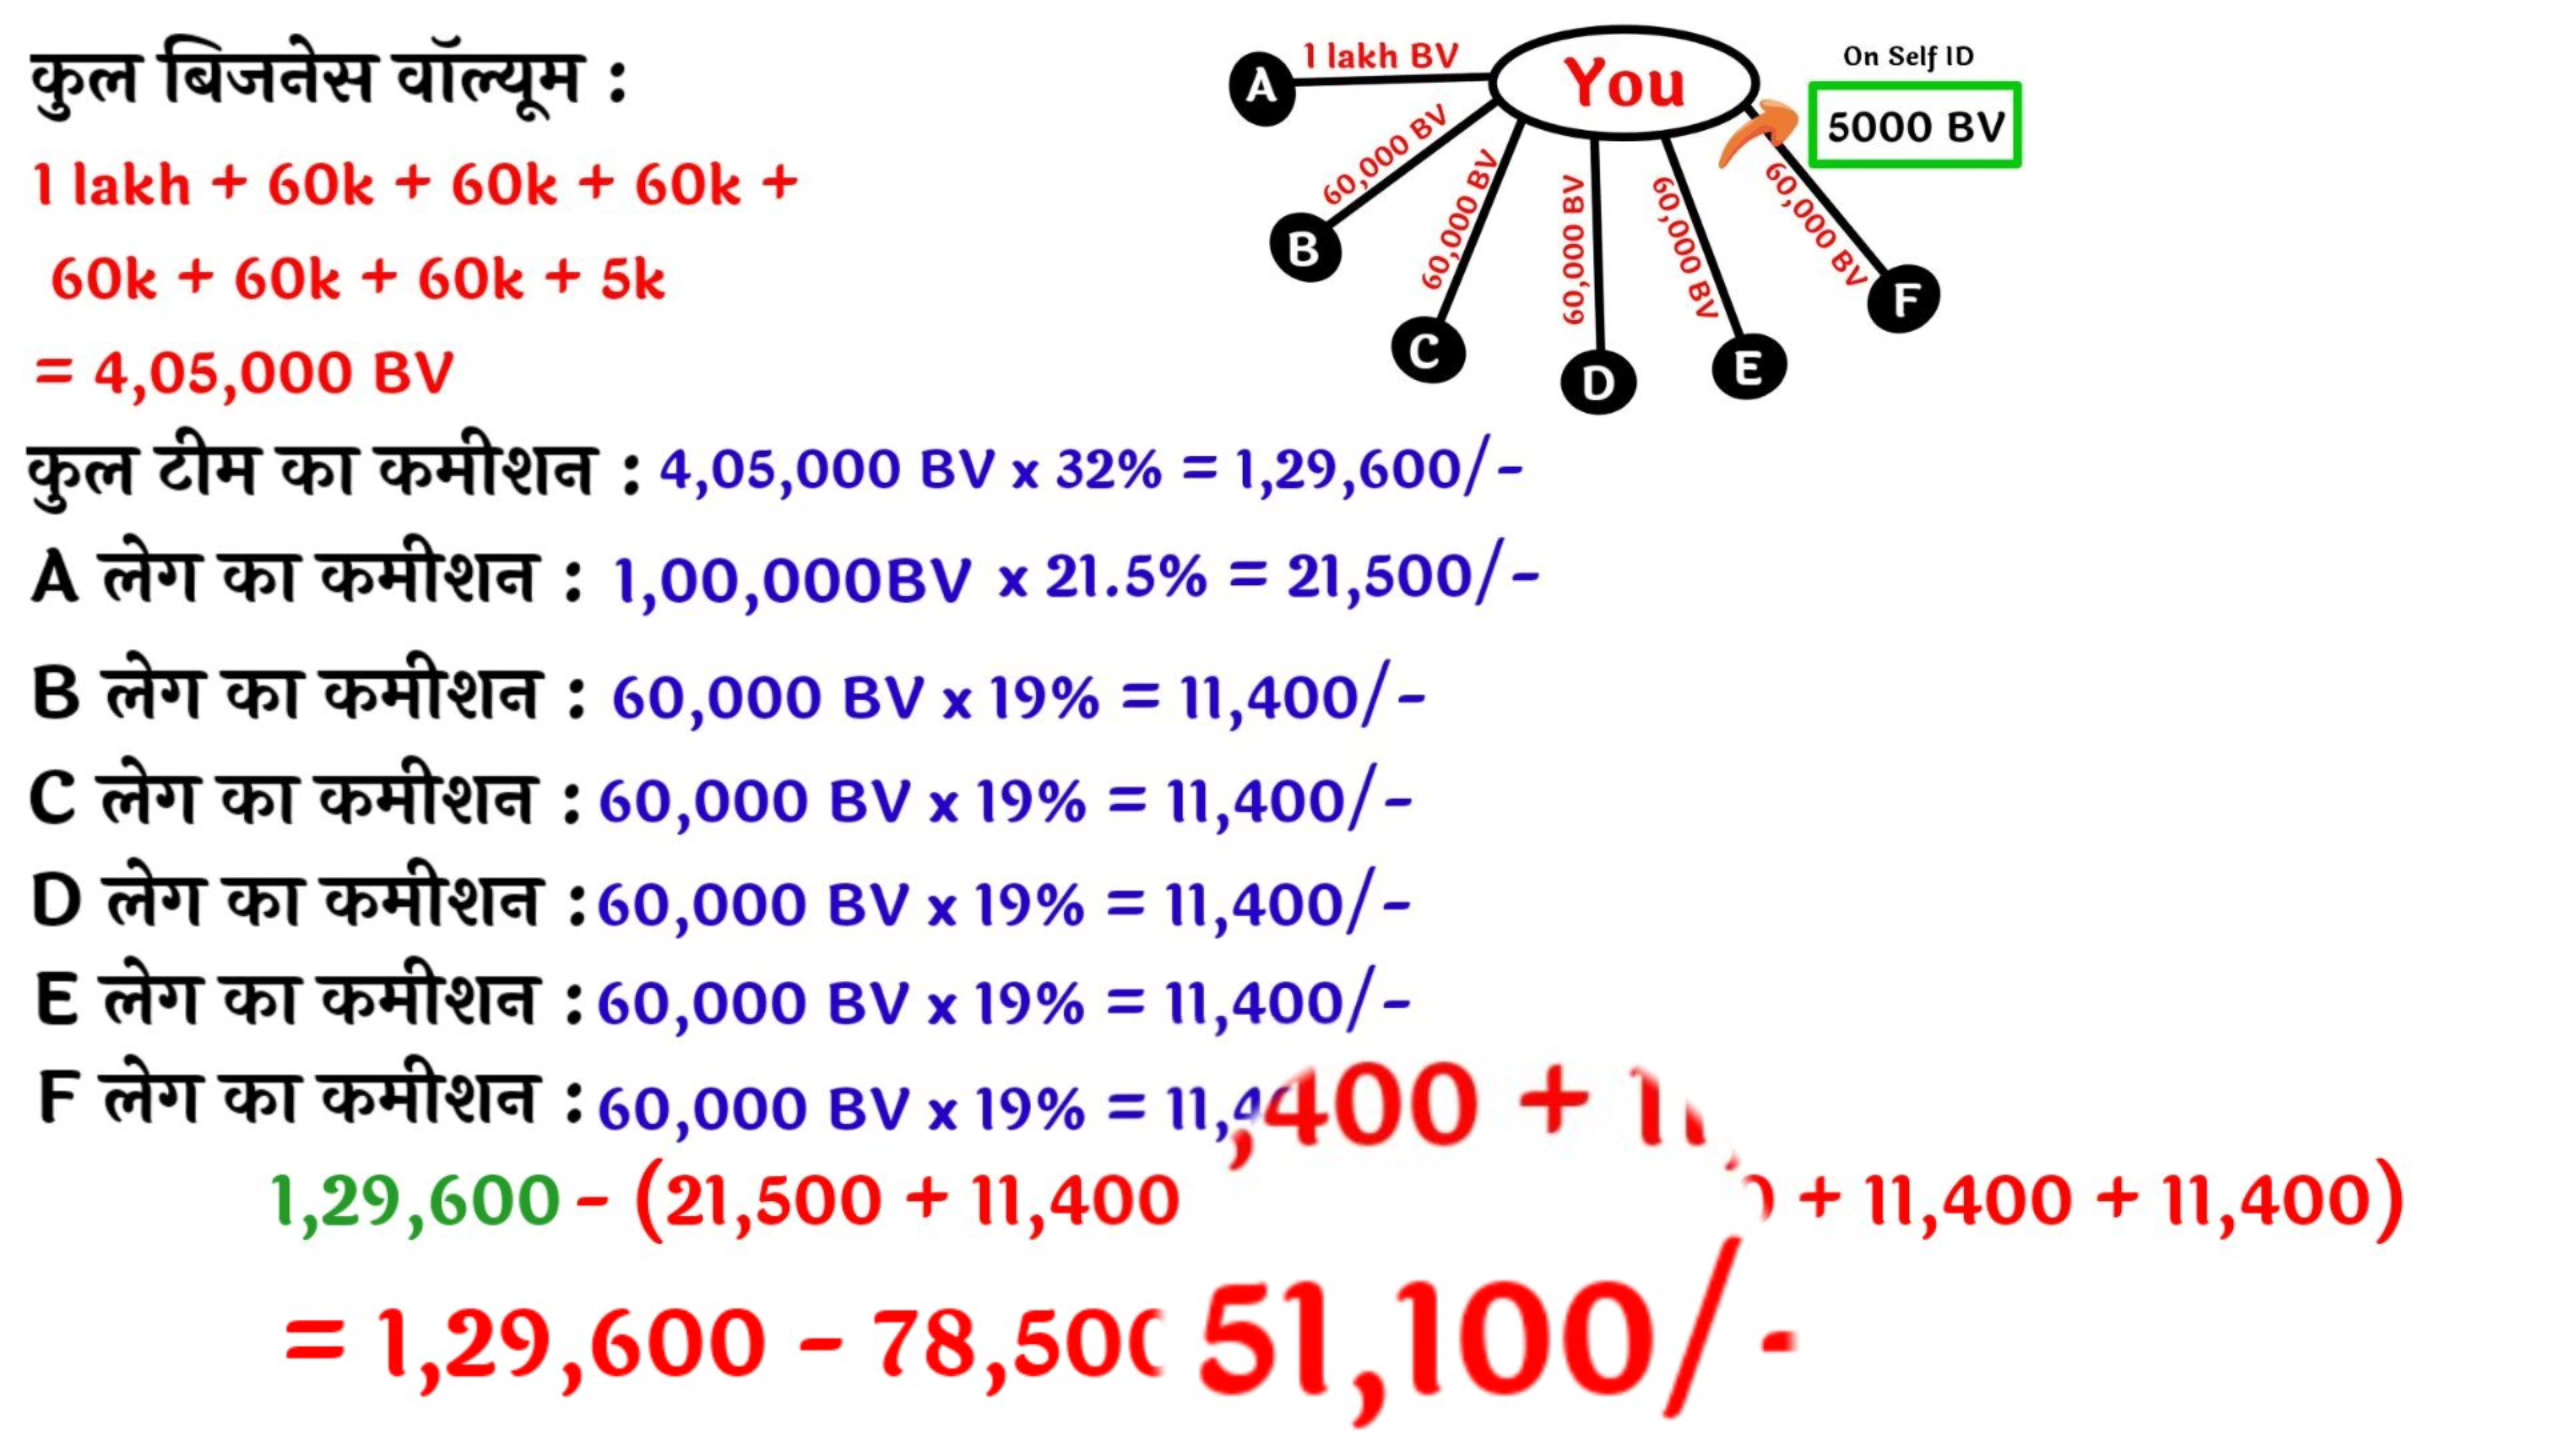 कुल बिजनेस वॉल्यूम :
1 lakh + 60k + 60k + 60k +
60k + 60k + 60k + 5k
= 4,05,000 BV
You
On Self ID
5000 BV
A
1 lakh BV
B
60,000 BV
C
60,000 BV
D
60,000 BV
E
60,000 BV
F
60,000 BV
कुल टीम का कमीशन : 4,05,000 BV x 32% = 1,29,600/-
A लेग का कमीशन : 1,00,000BV x 21.5% = 21,500/-
B लेग का कमीशन : 60,000 BV x 19% = 11,400/-
C लेग का कमीशन : 60,000 BV x 19% = 11,400/-
D लेग का कमीशन : 60,000 BV x 19% = 11,400/-
E लेग का कमीशन : 60,000 BV x 19% = 11,400/-
F लेग का कमीशन : 60,000 BV x 19% = 11,4
,400 + 1
1,29,600 - (21,500 + 11,400 + 11,400 + 11,400)
= 1,29,600 - 78,500 51,100/-